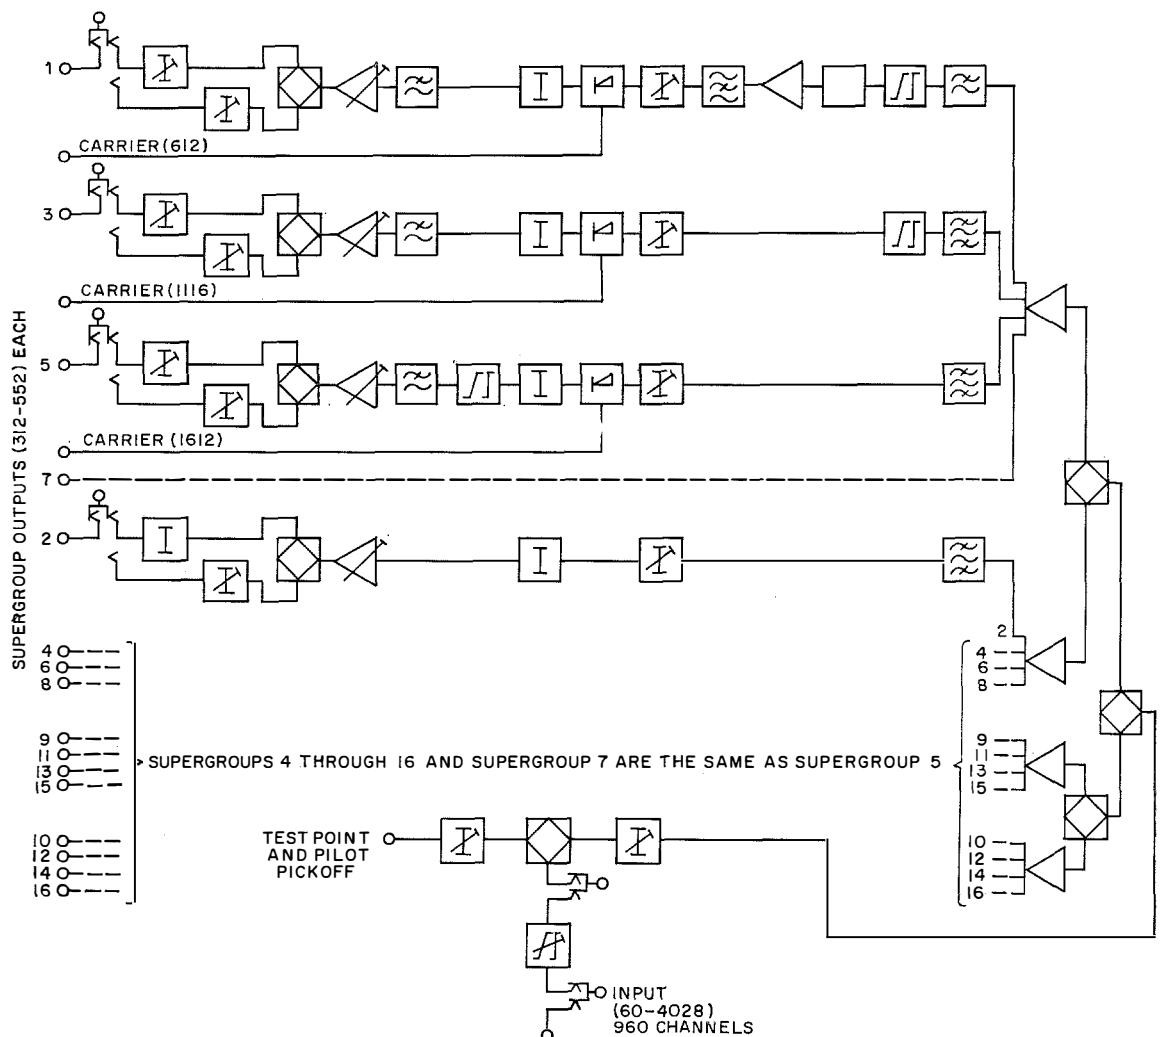 SUPERGROUP OUTPUTS (312-552) EACH
1
CARRIER (612)
3
CARRIER (1116)
5
CARRIER (1612)
7
2
2
4
6
8
4
6
8
9
11
13
15
SUPERGROUPS 4 THROUGH 16 AND SUPERGROUP 7 ARE THE SAME AS SUPERGROUP 5
9
11
13
15
10
12
14
16
TEST POINT
AND PILOT
PICKOFF
10
12
14
16
INPUT
(60-4028)
960 CHANNELS